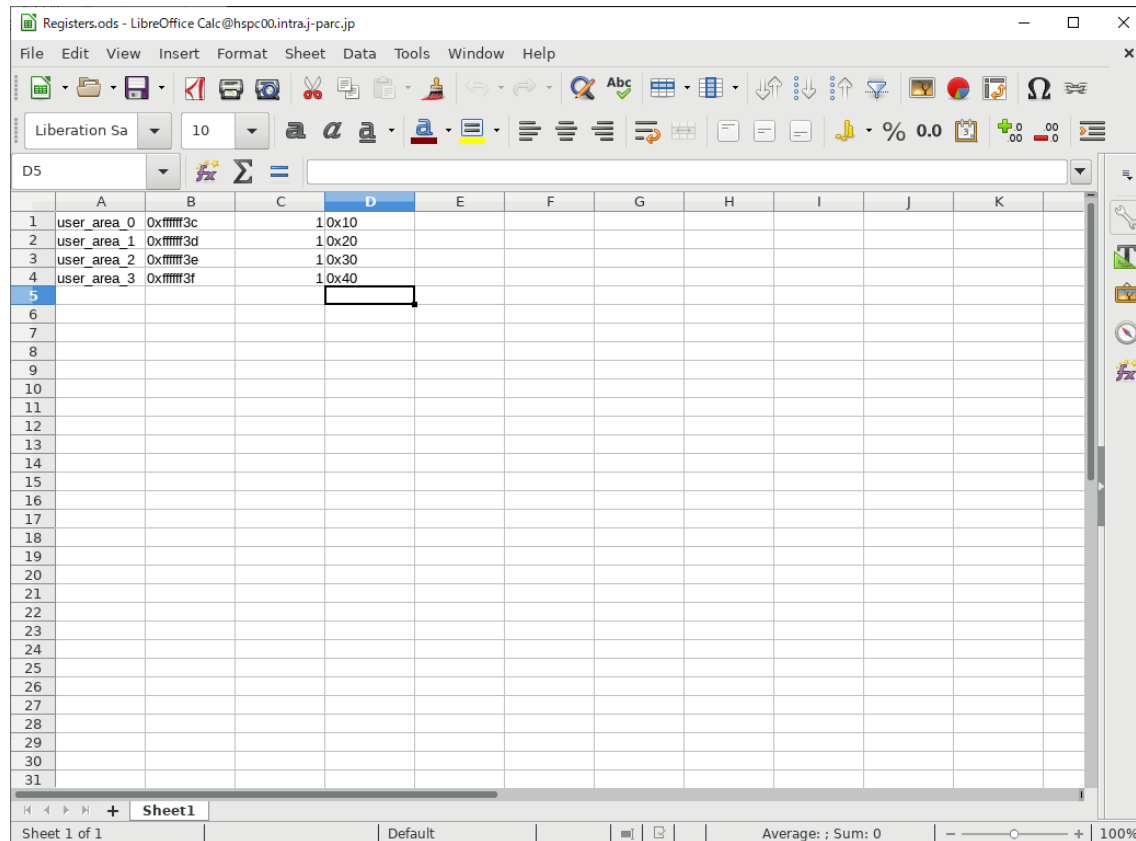 Registers.ods - LibreOffice Calc@hspc00.intra.j-parc.jp
File Edit View Insert Format Sheet Data Tools Window Help
Abc
Liberation Sa 10 a a a a % 0.0
D5
A B C D E F G H I J K
1 user_area_0 0xffffff3c 1 0x10
2 user_area_1 0xffffff3d 1 0x20
3 user_area_2 0xffffff3e 1 0x30
4 user_area_3 0xffffff3f 1 0x40
5
6
7
8
9
10
11
12
13
14
15
16
17
18
19
20
21
22
23
24
25
26
27
28
29
30
31
Sheet1
Sheet 1 of 1 Default Average: ; Sum: 0 100%